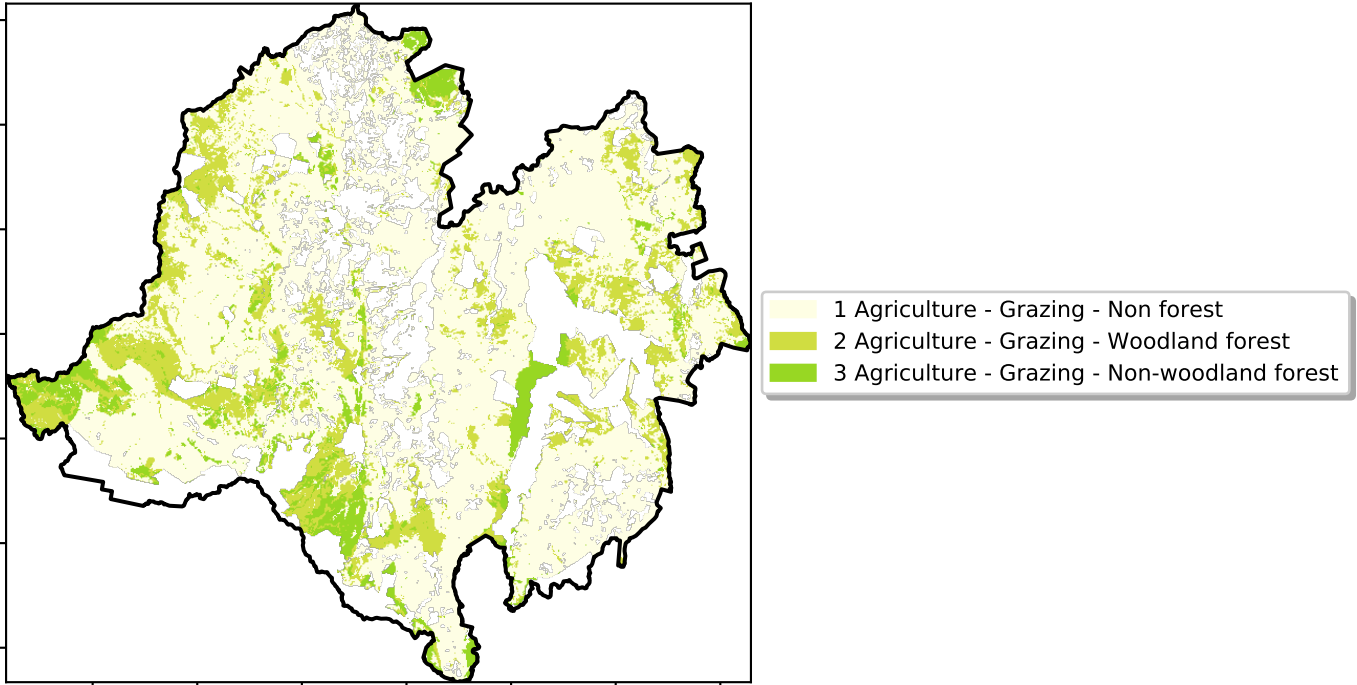 1 Agriculture - Grazing - Non forest
2 Agriculture - Grazing - Woodland forest
3 Agriculture - Grazing - Non-woodland forest